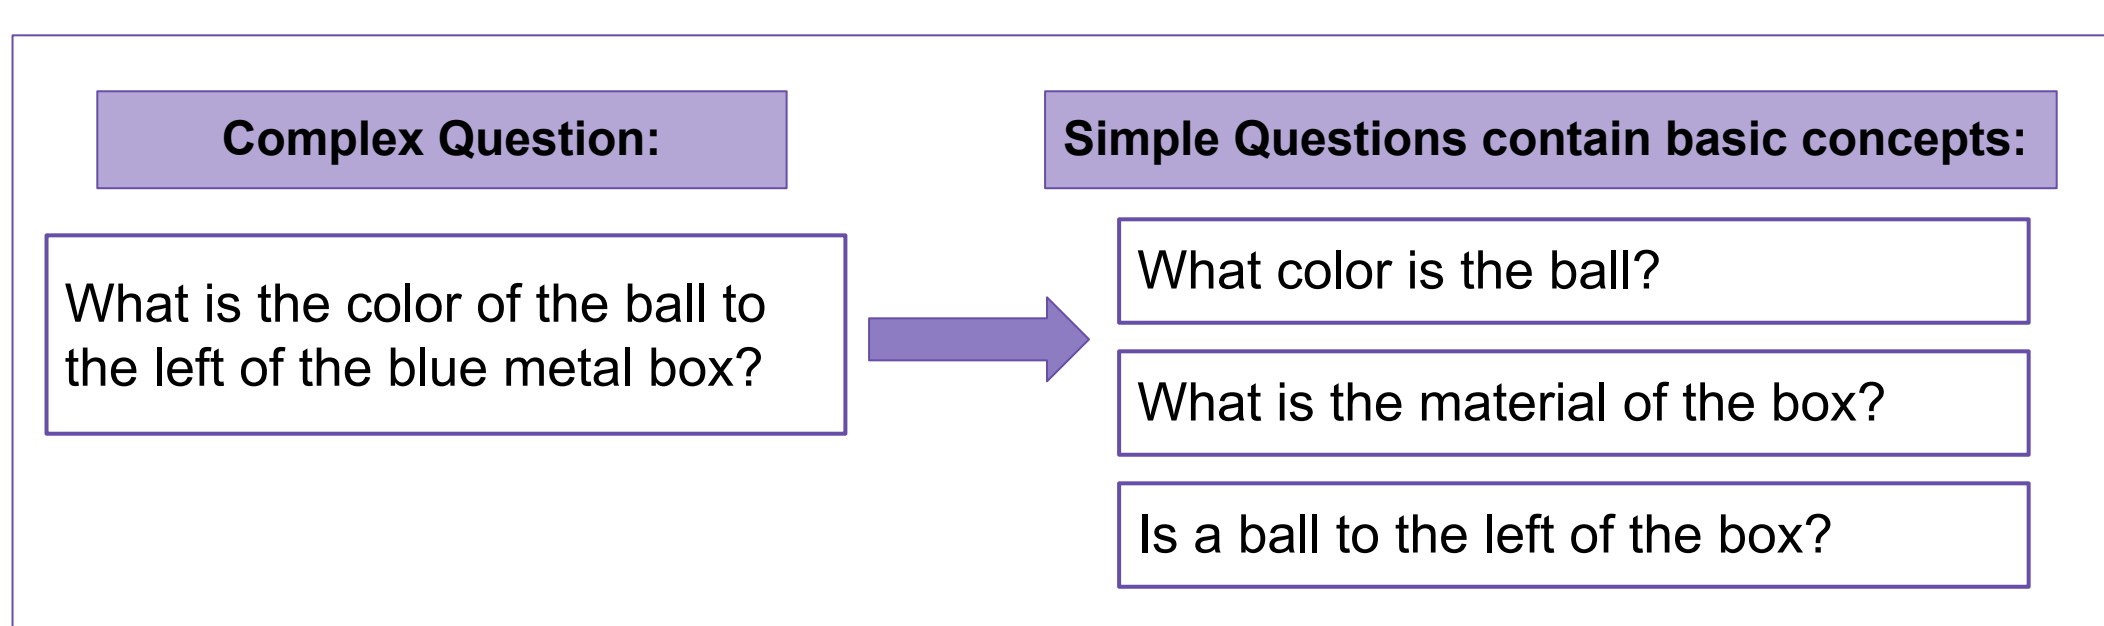 Complex Question:
What is the color of the ball to
the left of the blue metal box?
Simple Questions contain basic concepts:
What color is the ball?
What is the material of the box?
Is a ball to the left of the box?